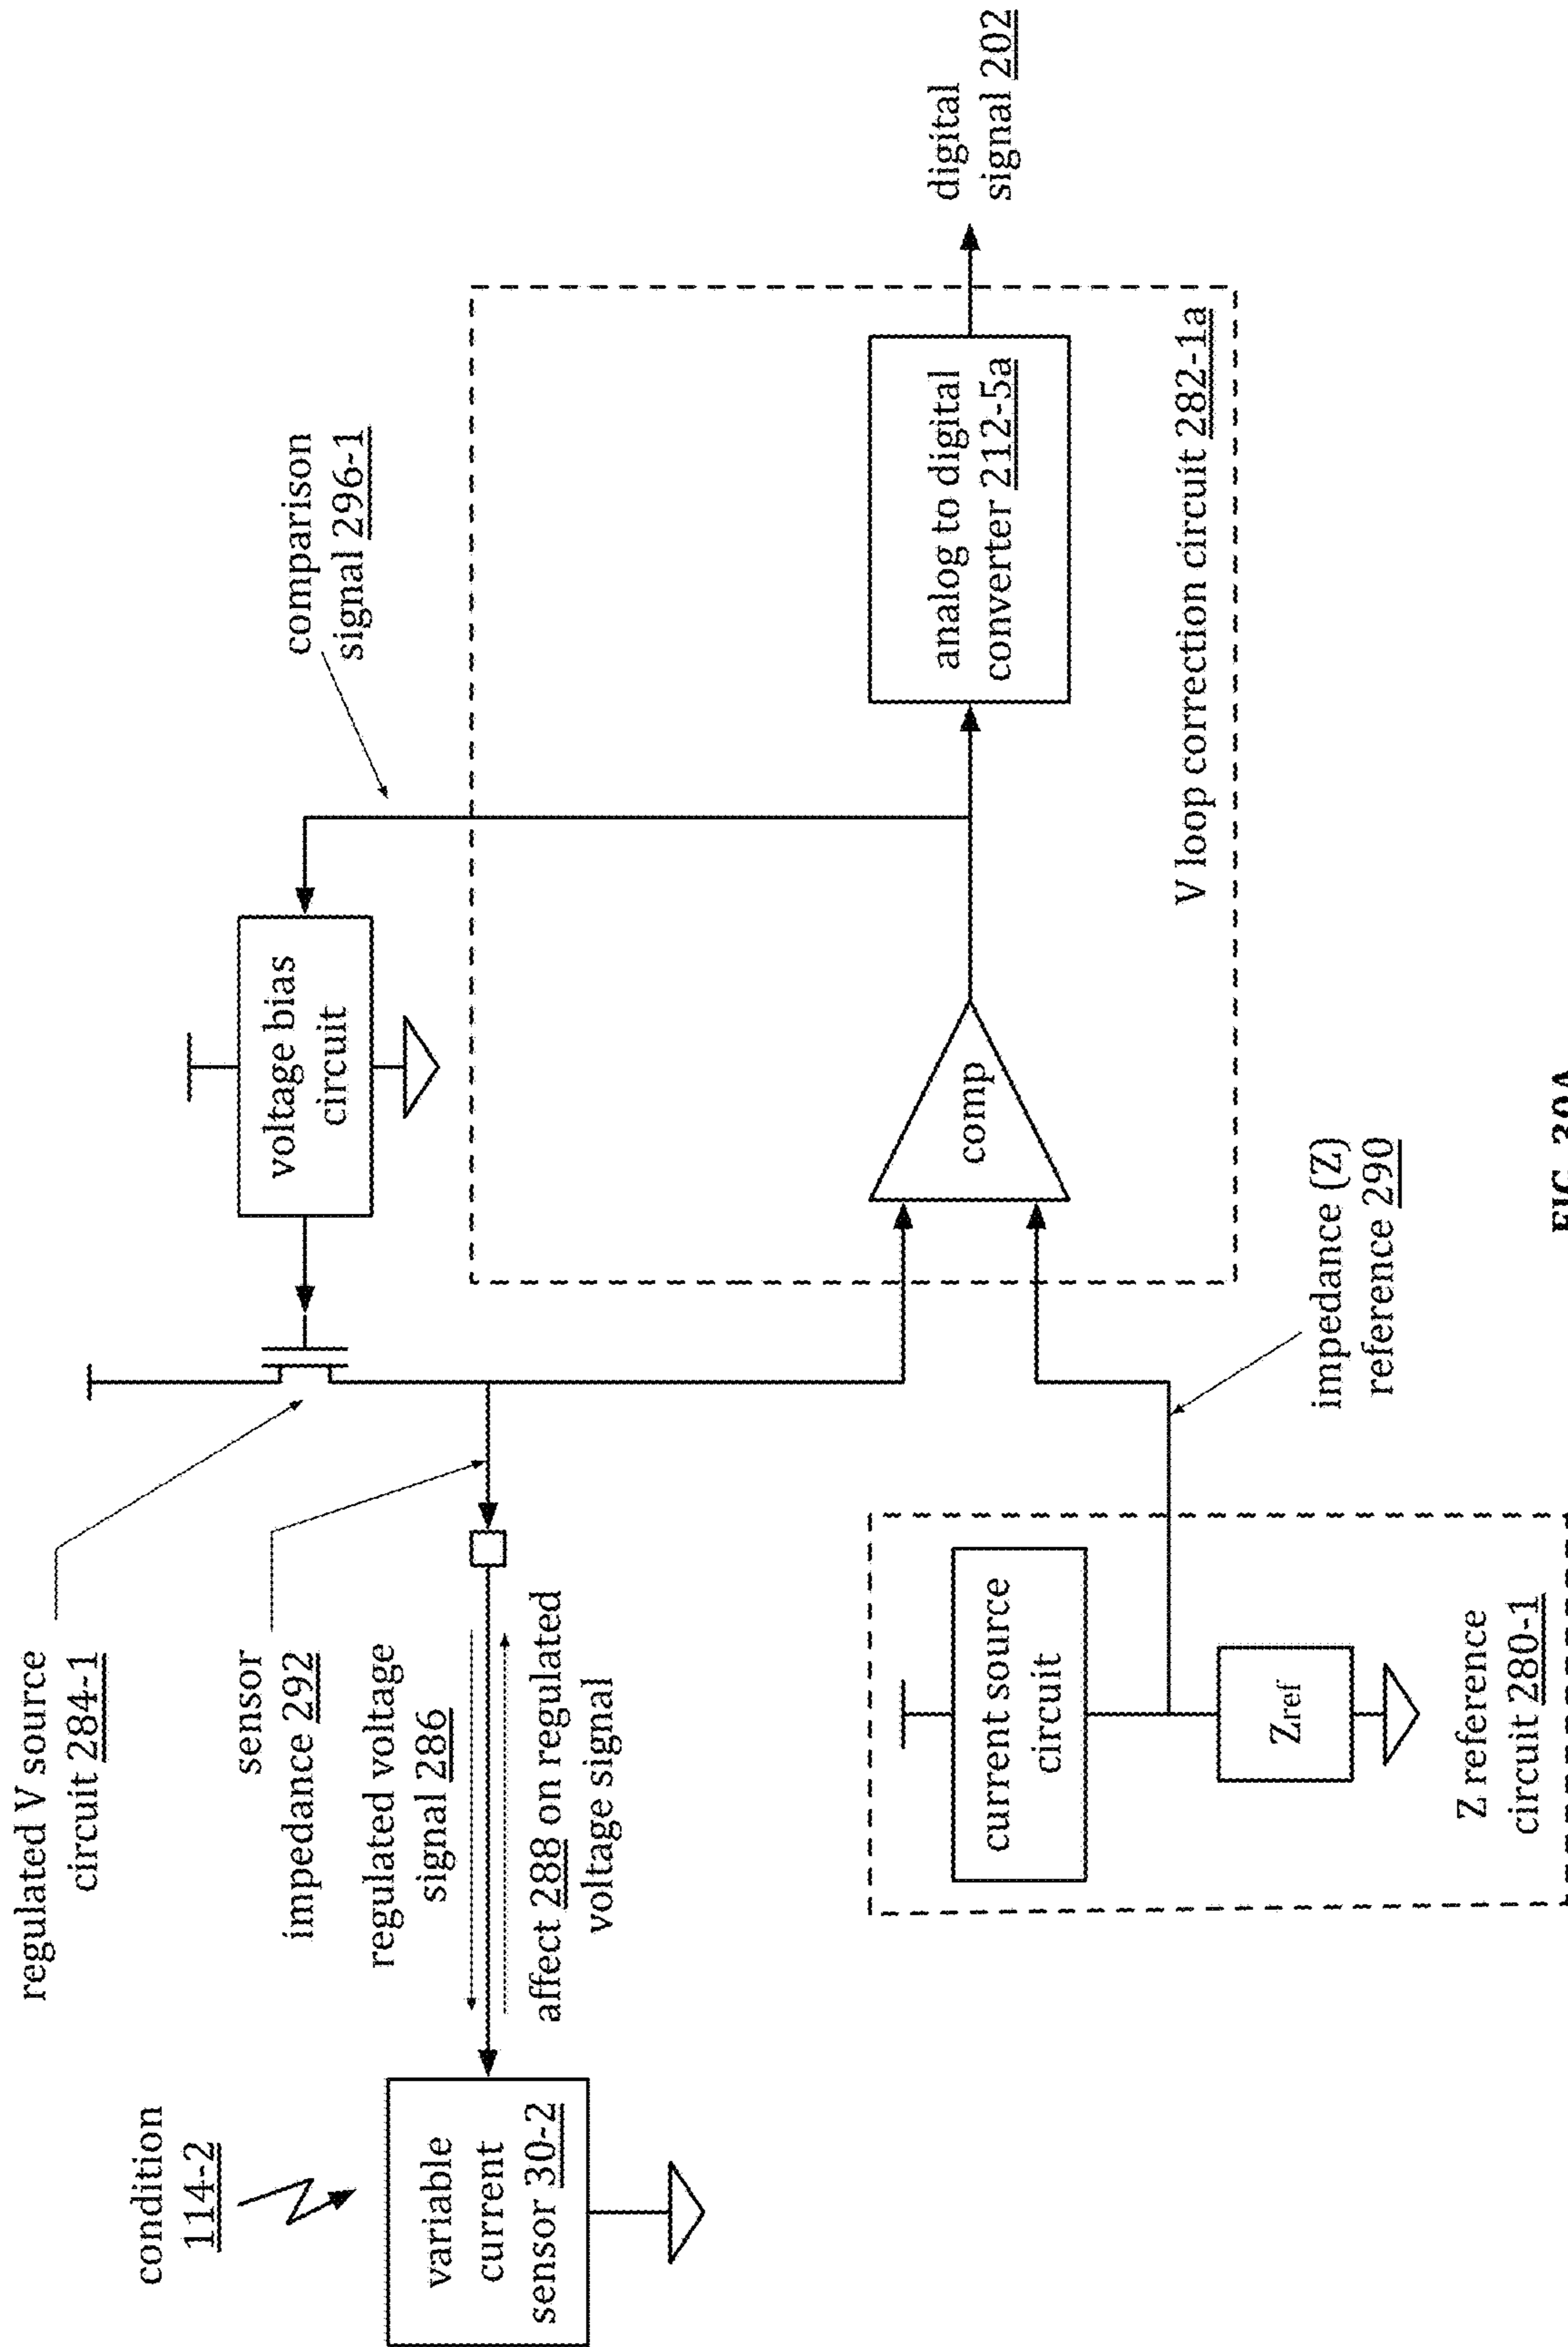 condition
114-2
regulated V source
circuit 284-1
sensor
impedance 292
regulated voltage
signal 286
affect 288 on regulated
voltage signal
variable
current
sensor 30-2
voltage bias
circuit
comparison
signal 296-1
comp
analog to digital
converter 212-5a
digital
signal 202
V loop correction circuit 282-1a
current source
circuit
Zref
Z reference
circuit 280-1
impedance (Z)
reference 290
FIG.